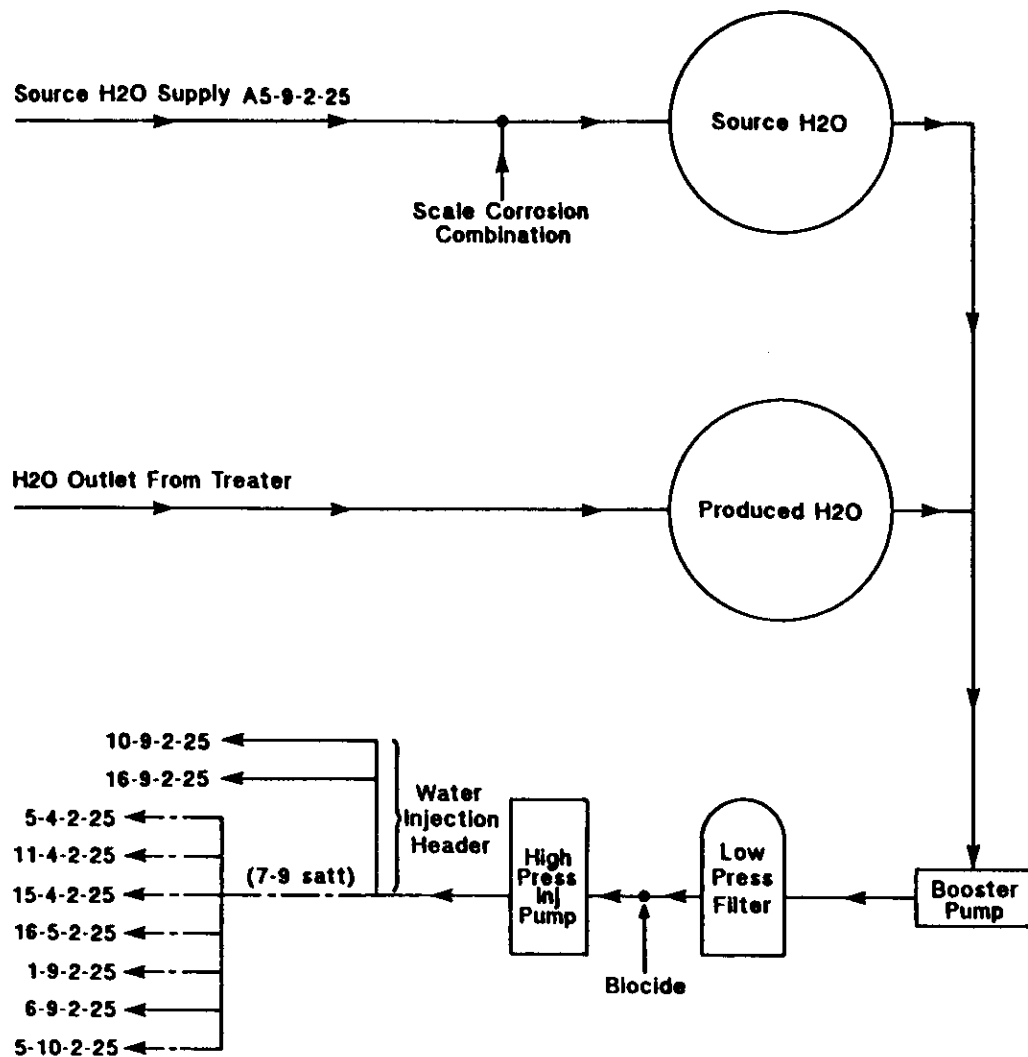 Source H2O Supply A5-9-2-25
Source H2O
Scale Corrosion
Combination
H2O Outlet From Treater
Produced H2O
10-9-2-25
16-9-2-25
Water
Injection
Header
5-4-2-25
11-4-2-25
15-4-2-25
16-5-2-25
1-9-2-25
6-9-2-25
5-10-2-25
(7-9 satt)
High
Press
Inj
Pump
Biocide
Low
Press
Filter
Booster
Pump